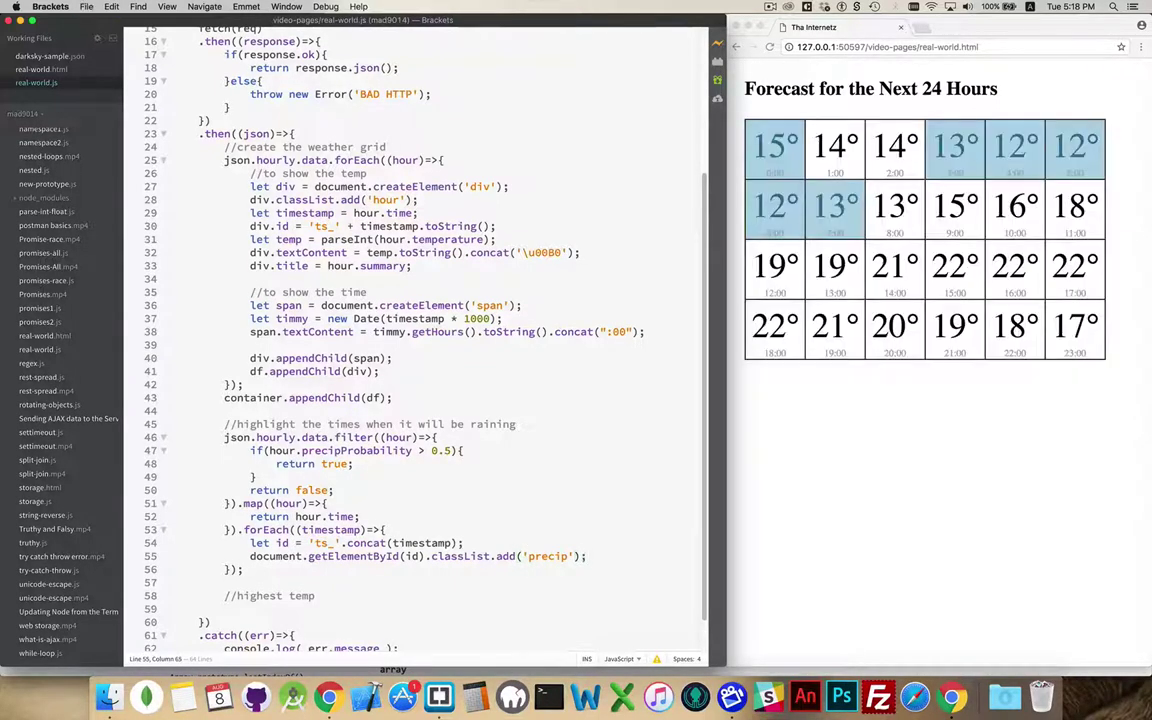 Brackets File Edit Find View Navigate Emmet Window Debug Help
100% Tue 5:18 PM
video-pages/real-world.js (mad9014) — Brackets
Working Files
darksky-sample.json
real-world.html
real-world.js
mad9014
namespace1.js
namespace2.js
nested-loops.mp4
nested.js
new-prototype.js
node_modules
parse-int-float.js
postman basics.mp4
Promise-race.mp4
promises-all.js
Promises-All.mp4
promises-race.js
Promises.mp4
promises1.js
promises2.js
real-world.html
real-world.js
regex.js
rest-spread.js
rest-spread.mp4
rotating-objects.js
Sending AJAX data to the Serv
settimeout.js
settimeout.mp4
split-join.js
split-join.mp4
storage.html
storage.js
string-reverse.js
Truthy and Falsy.mp4
truthy.js
try catch throw error.mp4
try-catch-throw.js
unicode-escape.js
unicode-escape.mp4
Updating Node from the Term
web storage.mp4
what-is-ajax.mp4
while-loop.js
15 fetch(req)
16 .then((response)=>{
17 if(response.ok){
18 return response.json();
19 }else{
20 throw new Error('BAD HTTP');
21 }
22 })
23 .then((json)=>{
24 //create the weather grid
25 json.hourly.data.forEach((hour)=>{
26 //to show the temp
27 let div = document.createElement('div');
28 div.classList.add('hour');
29 let timestamp = hour.time;
30 div.id = 'ts_' + timestamp.toString();
31 let temp = parseInt(hour.temperature);
32 div.textContent = temp.toString().concat('\u00B0');
33 div.title = hour.summary;
34
35 //to show the time
36 let span = document.createElement('span');
37 let timmy = new Date(timestamp * 1000);
38 span.textContent = timmy.getHours().toString().concat(":00");
39
40 div.appendChild(span);
41 df.appendChild(div);
42 });
43 container.appendChild(df);
44
45 //highlight the times when it will be raining
46 json.hourly.data.filter((hour)=>{
47 if(hour.precipProbability > 0.5){
48 return true;
49 }
50 return false;
51 }).map((hour)=>{
52 return hour.time;
53 }).forEach((timestamp)=>{
54 let id = 'ts_'.concat(timestamp);
55 document.getElementById(id).classList.add('precip');
56 });
57
58 //highest temp
59
60 })
61 .catch((err)=>{
62 console.log( err.message );
Line 55, Column 65 — 64 Lines
INS JavaScript Spaces: 4
array
Tha Internetz
127.0.0.1:50597/video-pages/real-world.html
Forecast for the Next 24 Hours
15° 14° 14° 13° 12° 12°
0:00 1:00 2:00 3:00 4:00 5:00
12° 13° 13° 15° 16° 18°
6:00 7:00 8:00 9:00 10:00 11:00
19° 19° 21° 22° 22° 22°
12:00 13:00 14:00 15:00 16:00 17:00
22° 21° 20° 19° 18° 17°
18:00 19:00 20:00 21:00 22:00 23:00